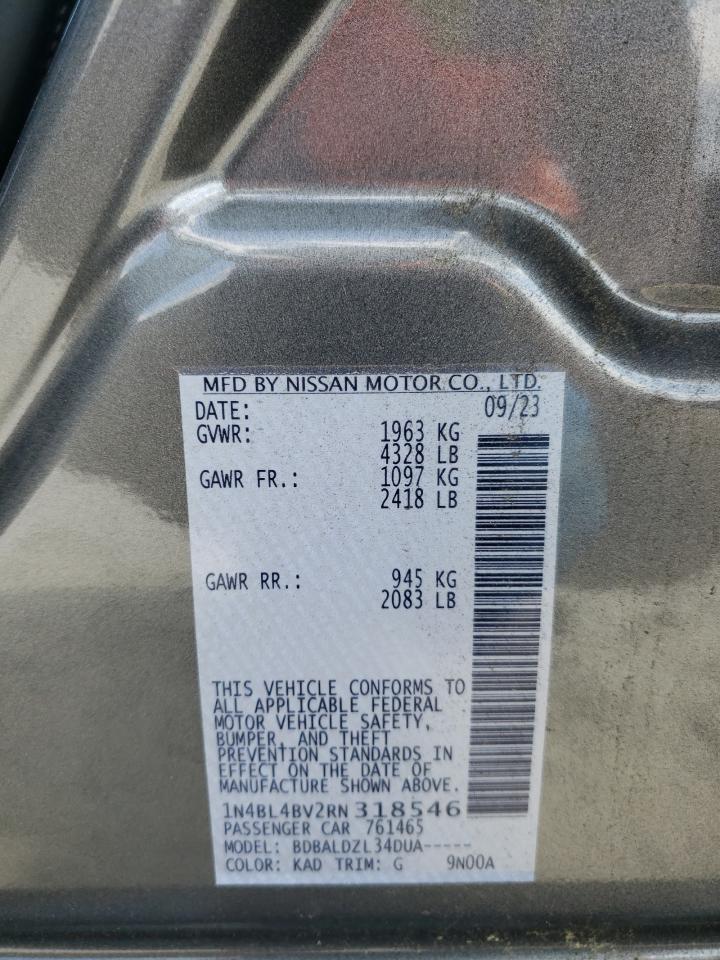 MFD BY NISSAN MOTOR CO., LTD.
DATE: 09/23
GVWR: 1963 KG
4328 LB
GAWR FR.: 1097 KG
2418 LB
GAWR RR.: 945 KG
2083 LB
THIS VEHICLE CONFORMS TO
ALL APPLICABLE FEDERAL
MOTOR VEHICLE SAFETY,
BUMPER, AND THEFT
PREVENTION STANDARDS IN
EFFECT ON THE DATE OF
MANUFACTURE SHOWN ABOVE.
1N4BL4BV2RN318546
PASSENGER CAR 761465
MODEL: BDBALDZL34DUA-----
COLOR: KAD TRIM: G 9N00A